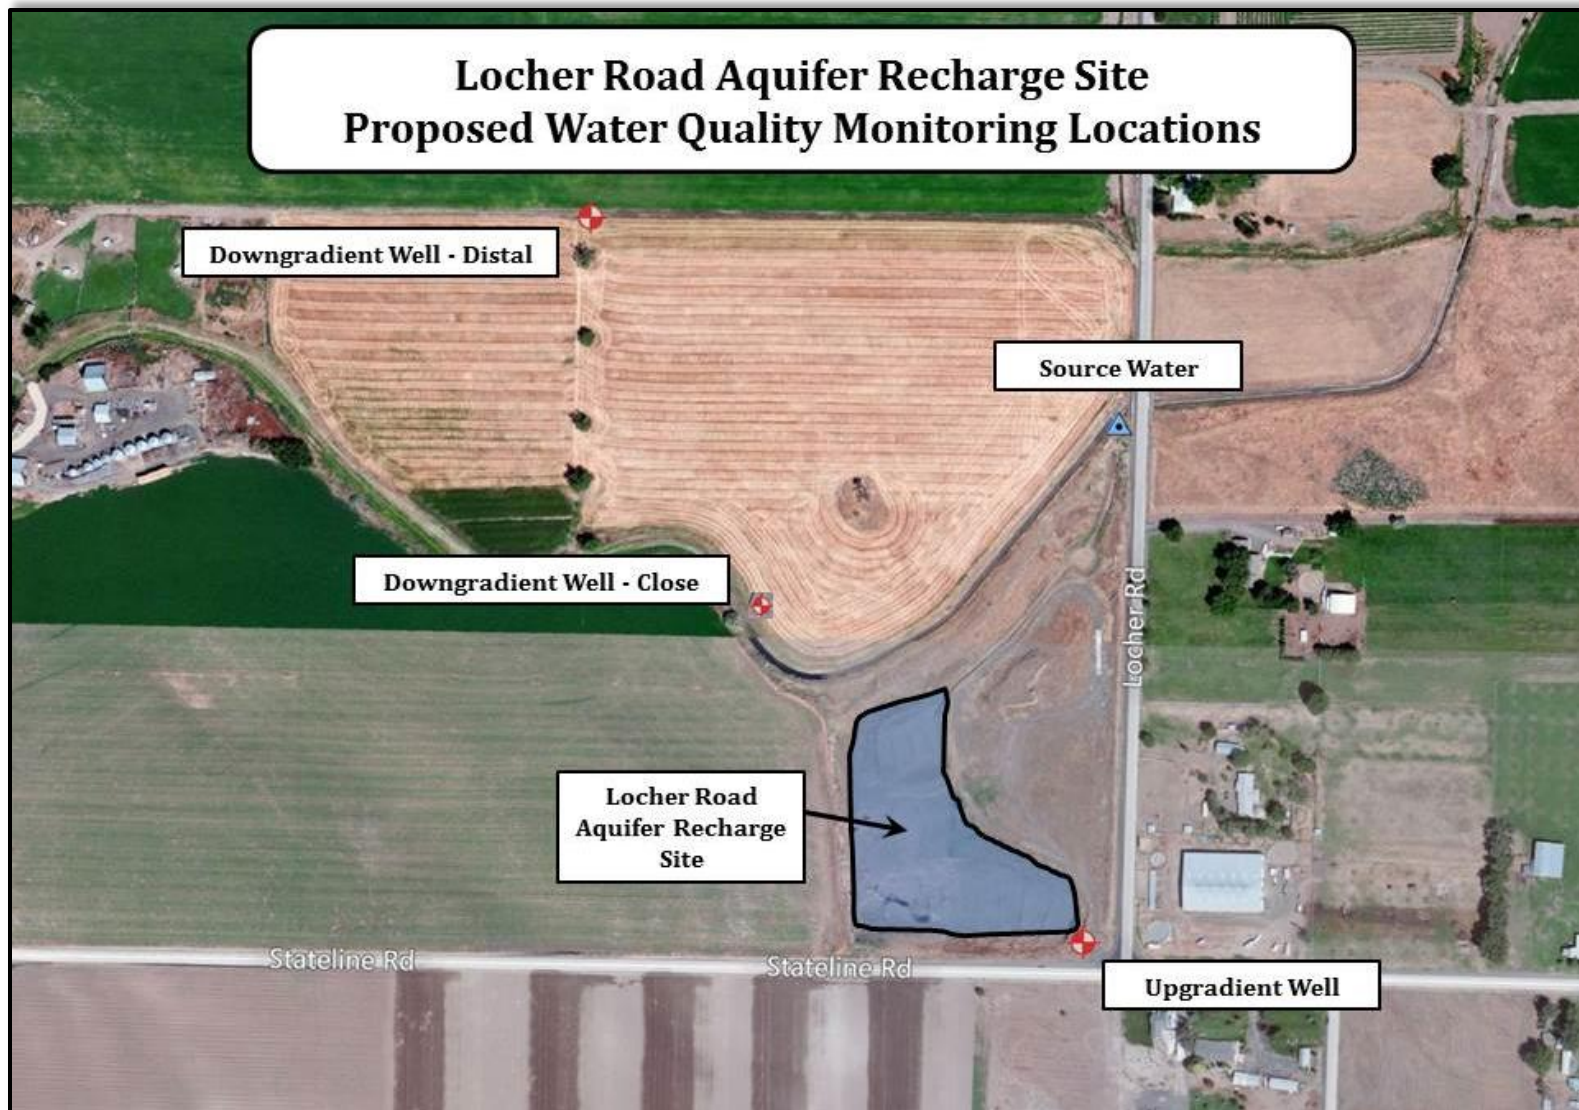 Locher Road Aquifer Recharge Site
Proposed Water Quality Monitoring Locations
Downgradient Well - Distal
Source Water
Downgradient Well - Close
Locher Rd
Locher Road
Aquifer Recharge
Site
Stateline Rd
Stateline Rd
Upgradient Well